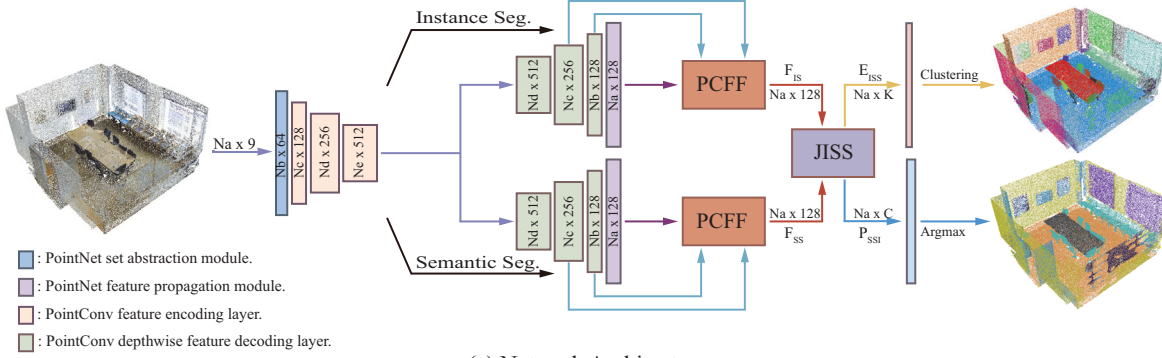 Instance Seg.
Na x 9
Nb x 64
Nc x 128
Nd x 256
Ne x 512
Nd x 512
Nc x 256
Nb x 128
Na x 128
PCFF
F_IS
Na x 128
E_ISS
Na x K
Clustering
JISS
Nd x 512
Nc x 256
Nb x 128
Na x 128
PCFF
Na x 128
F_SS
Na x C
P_SSI
Argmax
Semantic Seg.
: PointNet set abstraction module.
: PointNet feature propagation module.
: PointConv feature encoding layer.
: PointConv depthwise feature decoding layer.